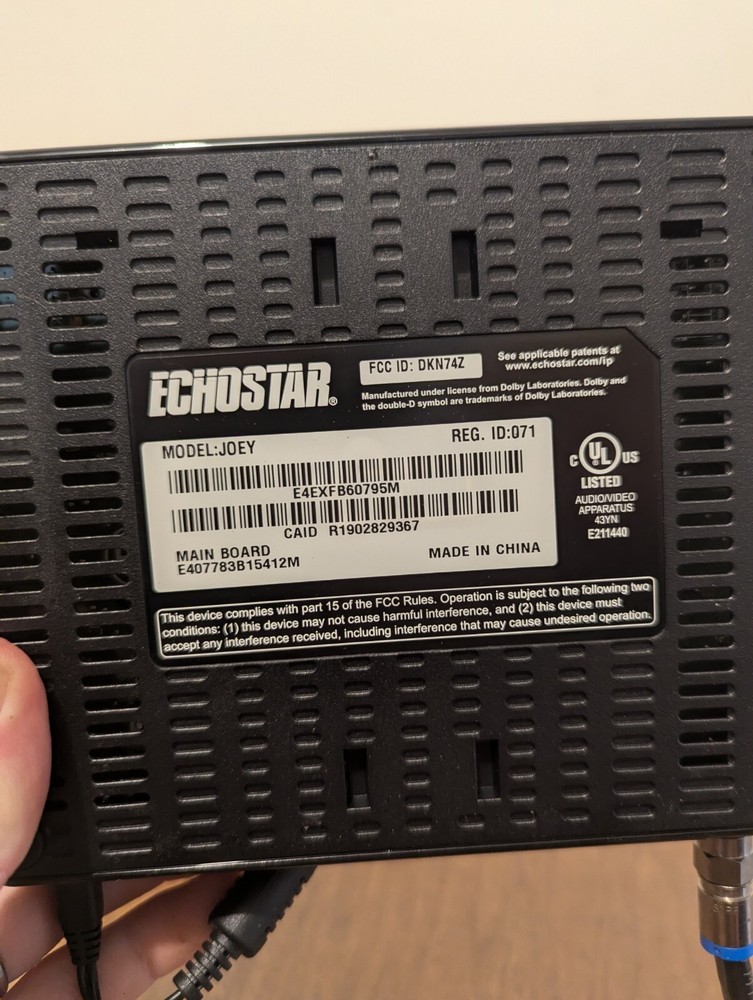 ECHOSTAR®
FCC ID: DKN74Z
See applicable patents at
www.echostar.com/ip
Manufactured under license from Dolby Laboratories. Dolby and
the double-D symbol are trademarks of Dolby Laboratories.
MODEL:JOEY
REG. ID:071
E4EXFB60795M
CAID R1902829367
MAIN BOARD
E407783B15412M
MADE IN CHINA
C UL US
LISTED
AUDIO/VIDEO
APPARATUS
43YN
E211440
This device complies with part 15 of the FCC Rules. Operation is subject to the following two
conditions: (1) this device may not cause harmful interference, and (2) this device must
accept any interference received, including interference that may cause undesired operation.